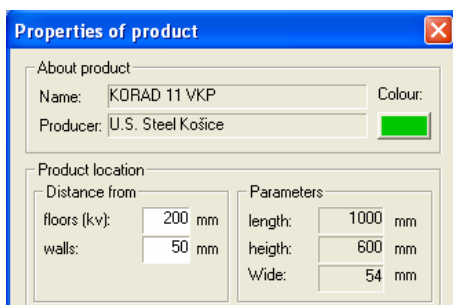 Properties of product
About product
Name: KORAD 11 VKP Colour:
Producer: U.S. Steel Košice
Product location
Distance from Parameters
floors (kv): 200 mm length: 1000 mm
walls: 50 mm heigth: 600 mm
Wide: 54 mm